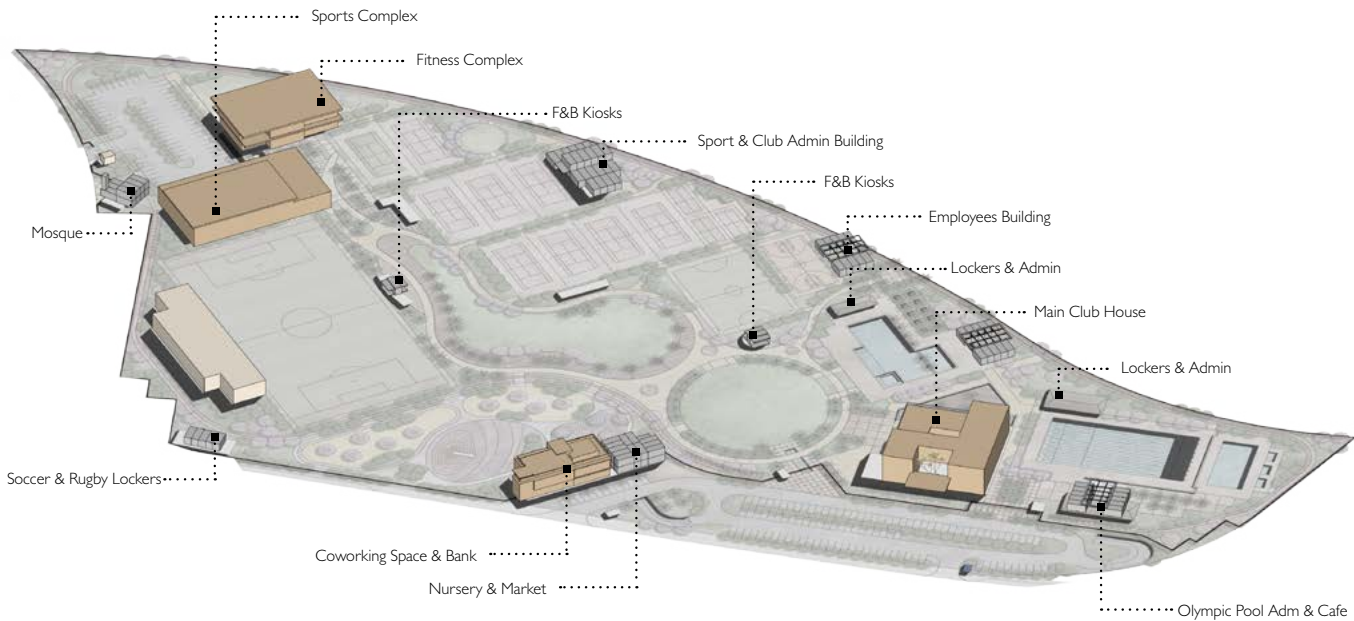 Sports Complex
Fitness Complex
F&B Kiosks
Sport & Club Admin Building
F&B Kiosks
Employees Building
Mosque
Lockers & Admin
Main Club House
Lockers & Admin
Soccer & Rugby Lockers
Coworking Space & Bank
Nursery & Market
Olympic Pool Adm & Cafe